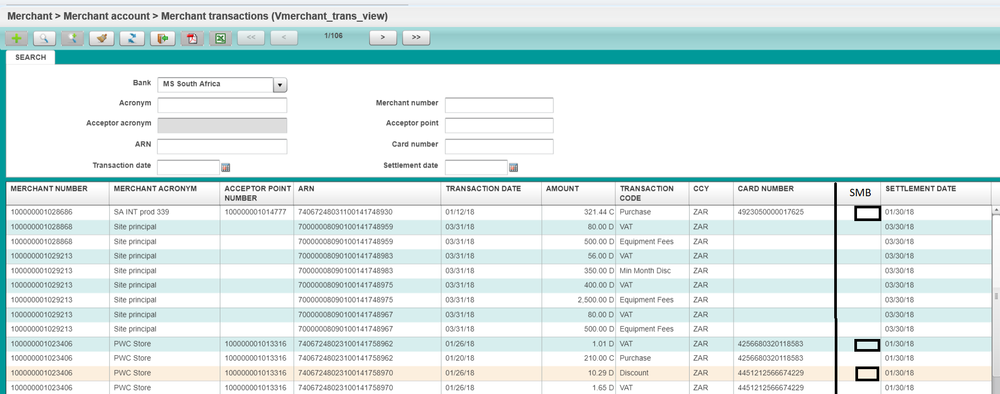 Merchant > Merchant account > Merchant transactions (Vmerchant_trans_view)
<< < 1/106 > >>
SEARCH
Bank MS South Africa
Acronym Merchant number
Acceptor acronym Acceptor point
ARN Card number
Transaction date Settlement date
MERCHANT NUMBER MERCHANT ACRONYM ACCEPTOR POINT NUMBER ARN TRANSACTION DATE AMOUNT TRANSACTION CODE CCY CARD NUMBER SMB SETTLEMENT DATE
100000001028686 SA INT prod 339 100000001014777 74067248031100141748930 01/12/18 321.44 C Purchase ZAR 4923050000017625 01/30/18
100000001028868 Site principal 70000008090100141748959 03/31/18 80.00 D VAT ZAR 03/30/18
100000001028868 Site principal 70000008090100141748959 03/31/18 500.00 D Equipment Fees ZAR 03/30/18
100000001029213 Site principal 70000008090100141748983 03/31/18 56.00 D VAT ZAR 03/30/18
100000001029213 Site principal 70000008090100141748983 03/31/18 350.00 D Min Month Disc ZAR 03/30/18
100000001029213 Site principal 70000008090100141748975 03/31/18 400.00 D VAT ZAR 03/30/18
100000001029213 Site principal 70000008090100141748975 03/31/18 2,500.00 D Equipment Fees ZAR 03/30/18
100000001029213 Site principal 70000008090100141748967 03/31/18 80.00 D VAT ZAR 03/30/18
100000001029213 Site principal 70000008090100141748967 03/31/18 500.00 D Equipment Fees ZAR 03/30/18
100000001023406 PWC Store 100000001013316 74067248023100141758962 01/26/18 1.01 D VAT ZAR 4256680320118583 01/30/18
100000001023406 PWC Store 100000001013316 74067248023100141758962 01/20/18 210.00 C Purchase ZAR 4256680320118583 01/30/18
100000001023406 PWC Store 100000001013316 74067248023100141758970 01/26/18 10.29 D Discount ZAR 4451212566674229 01/30/18
100000001023406 PWC Store 100000001013316 74067248023100141758970 01/26/18 1.65 D VAT ZAR 4451212566674229 01/30/18